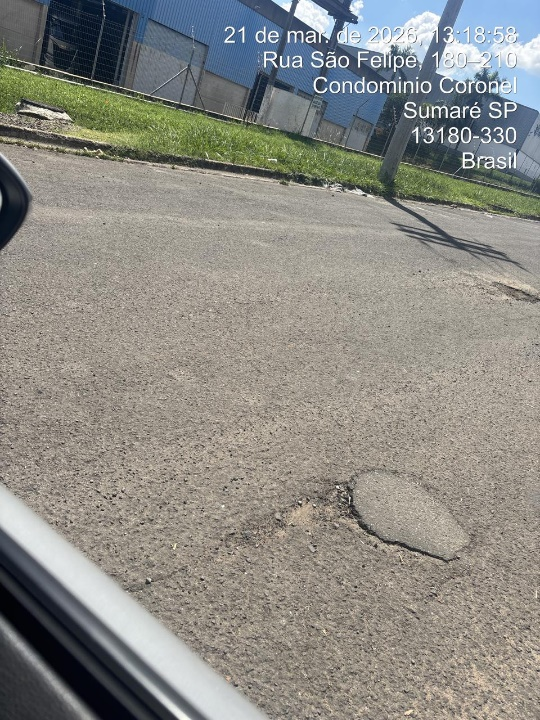 21 de mar. de 2026, 13:18:58
Rua São Felipe, 180–210
Condomínio Coronel
Sumaré SP
13180-330
Brasil